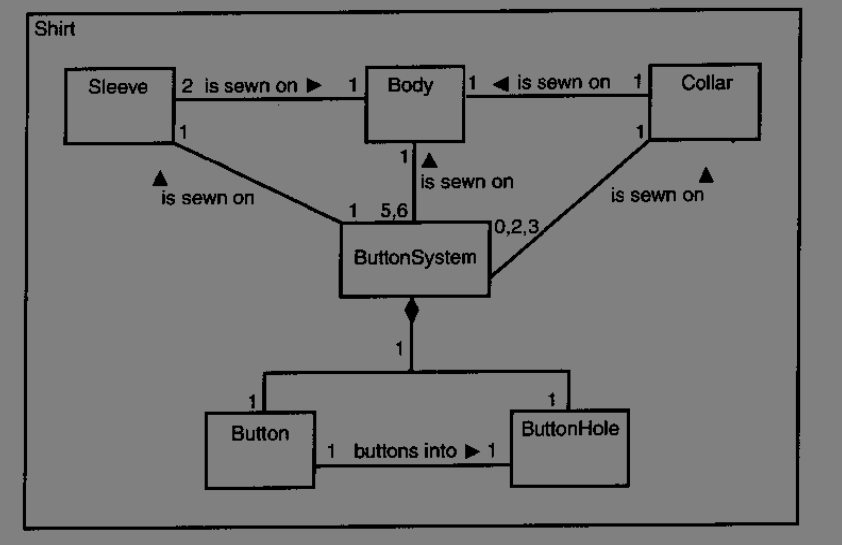 Shirt
Sleeve
2 is sewn on ▶ 1
Body
1 ◀ is sewn on 1
Collar
1
1
1
▲
is sewn on
▲
is sewn on
▲
is sewn on
1
5,6
0,2,3
ButtonSystem
1
1
1
Button
ButtonHole
1 buttons into ▶ 1